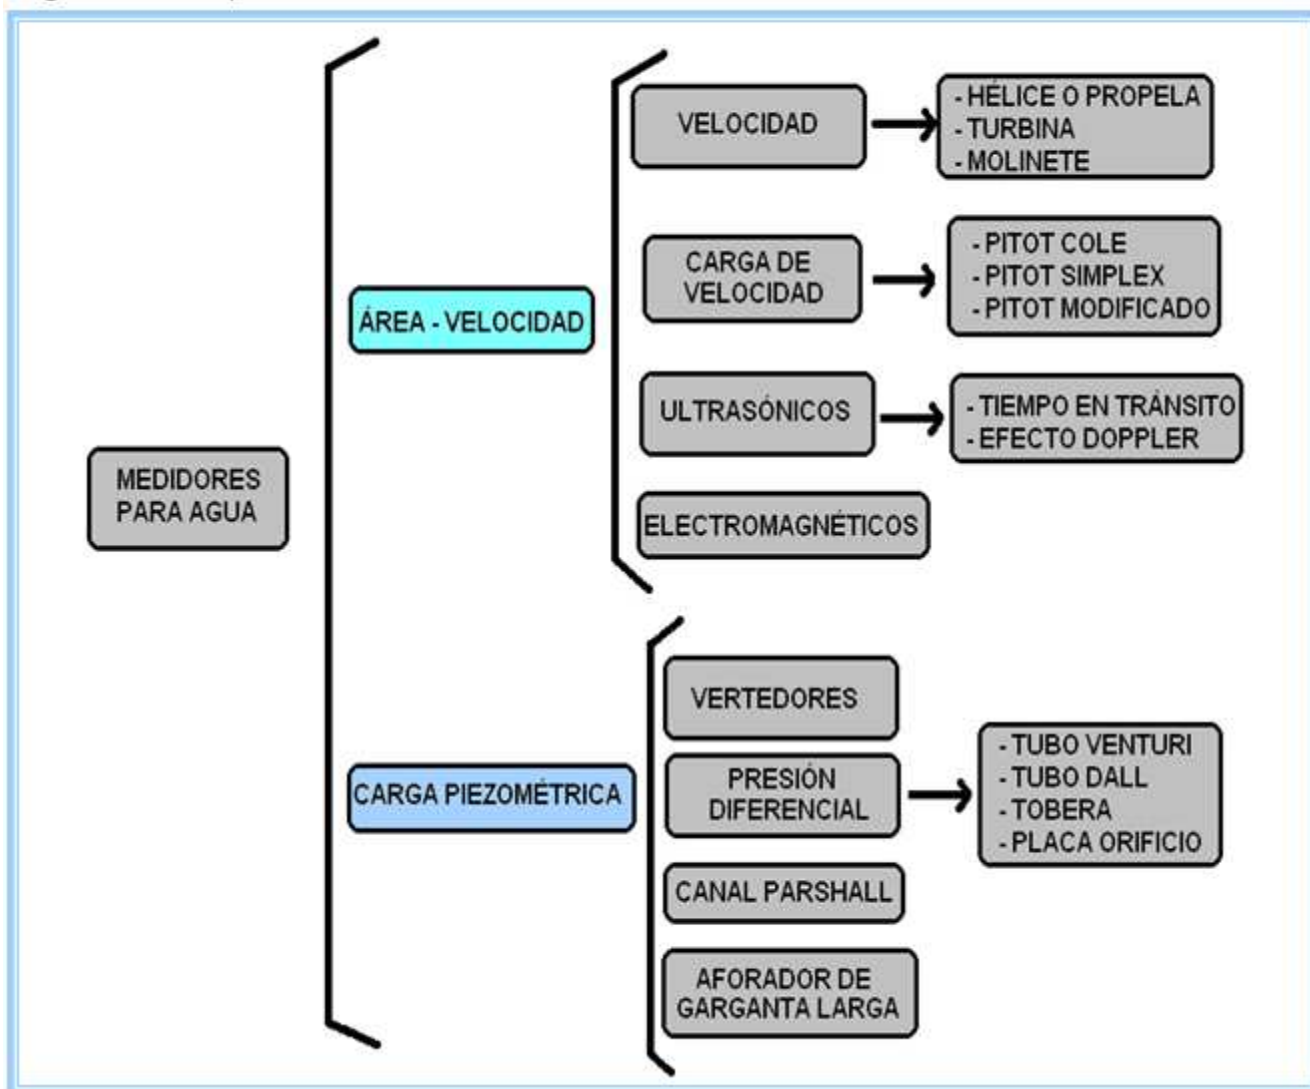 MEDIDORES
PARA AGUA
ÁREA - VELOCIDAD
VELOCIDAD
- HÉLICE O PROPELA
- TURBINA
- MOLINETE
CARGA DE
VELOCIDAD
- PITOT COLE
- PITOT SIMPLEX
- PITOT MODIFICADO
ULTRASÓNICOS
- TIEMPO EN TRÁNSITO
- EFECTO DOPPLER
ELECTROMAGNÉTICOS
CARGA PIEZOMÉTRICA
VERTEDORES
PRESIÓN
DIFERENCIAL
- TUBO VENTURI
- TUBO DALL
- TOBERA
- PLACA ORIFICIO
CANAL PARSHALL
AFORADOR DE
GARGANTA LARGA